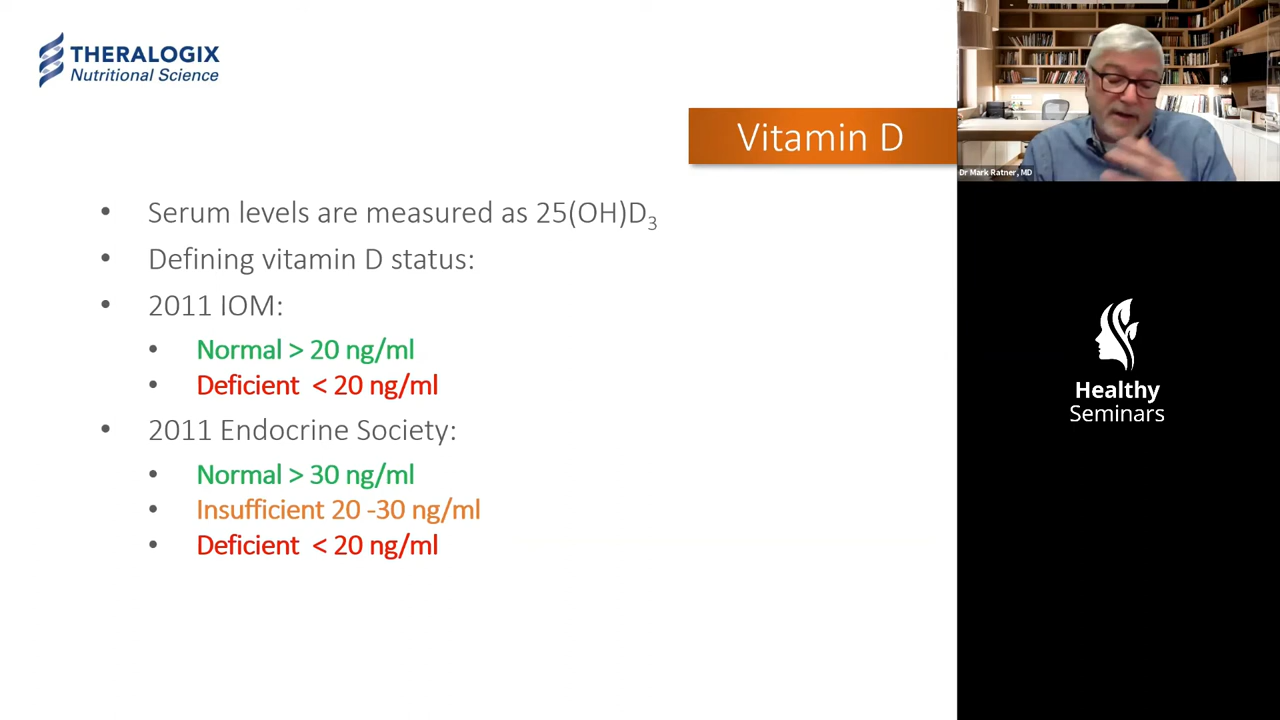 THERALOGIX
Nutritional Science
Vitamin D
Dr Mark Ratner, MD
• Serum levels are measured as 25(OH)D₃
• Defining vitamin D status:
• 2011 IOM:
• Normal > 20 ng/ml
• Deficient < 20 ng/ml
• 2011 Endocrine Society:
• Normal > 30 ng/ml
• Insufficient 20 -30 ng/ml
• Deficient < 20 ng/ml
Healthy
Seminars